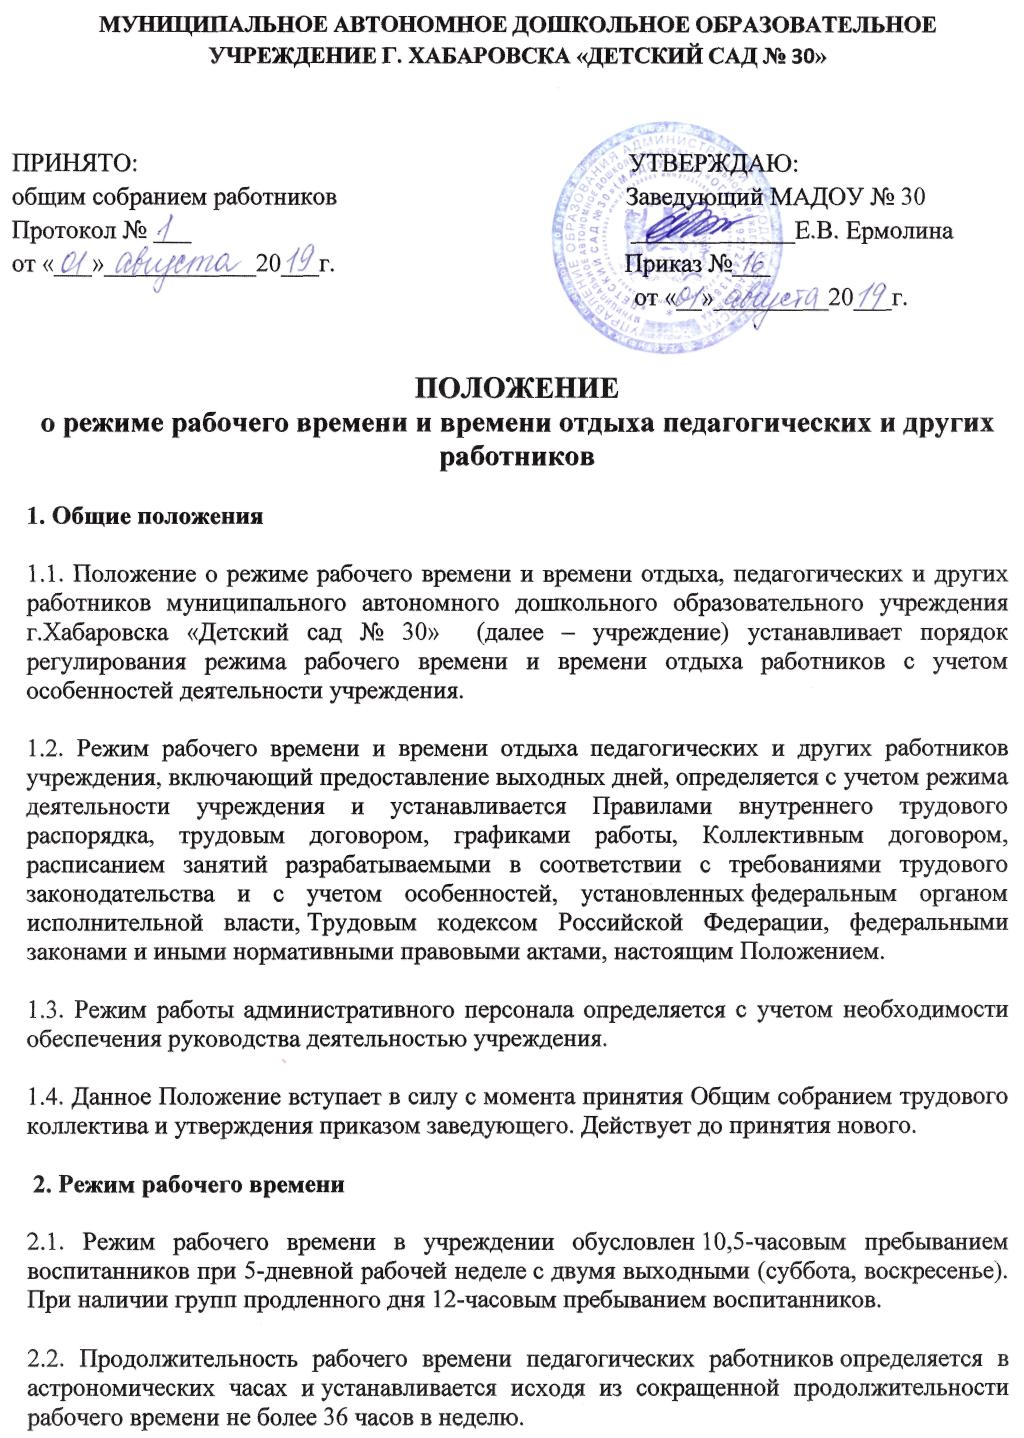 МУНИЦИПАЛЬНОЕ АВТОНОМНОЕ ДОШКОЛЬНОЕ ОБРАЗОВАТЕЛЬНОЕ
УЧРЕЖДЕНИЕ Г. ХАБАРОВСКА «ДЕТСКИЙ САД № 30»
ПРИНЯТО:
общим собранием работников
Протокол № 1
от «01» августа 2019 г.
УТВЕРЖДАЮ:
Заведующий МАДОУ № 30
Е.В. Ермолина
Приказ № 16
от «01» августа 2019 г.
ПОЛОЖЕНИЕ
о режиме рабочего времени и времени отдыха педагогических и других
работников
1. Общие положения
1.1. Положение о режиме рабочего времени и времени отдыха, педагогических и других
работников муниципального автономного дошкольного образовательного учреждения
г.Хабаровска «Детский сад № 30» (далее – учреждение) устанавливает порядок
регулирования режима рабочего времени и времени отдыха работников с учетом
особенностей деятельности учреждения.
1.2. Режим рабочего времени и времени отдыха педагогических и других работников
учреждения, включающий предоставление выходных дней, определяется с учетом режима
деятельности учреждения и устанавливается Правилами внутреннего трудового
распорядка, трудовым договором, графиками работы, Коллективным договором,
расписанием занятий разрабатываемыми в соответствии с требованиями трудового
законодательства и с учетом особенностей, установленных федеральным органом
исполнительной власти, Трудовым кодексом Российской Федерации, федеральными
законами и иными нормативными правовыми актами, настоящим Положением.
1.3. Режим работы административного персонала определяется с учетом необходимости
обеспечения руководства деятельностью учреждения.
1.4. Данное Положение вступает в силу с момента принятия Общим собранием трудового
коллектива и утверждения приказом заведующего. Действует до принятия нового.
2. Режим рабочего времени
2.1. Режим рабочего времени в учреждении обусловлен 10,5-часовым пребыванием
воспитанников при 5-дневной рабочей неделе с двумя выходными (суббота, воскресенье).
При наличии групп продленного дня 12-часовым пребыванием воспитанников.
2.2. Продолжительность рабочего времени педагогических работников определяется в
астрономических часах и устанавливается исходя из сокращенной продолжительности
рабочего времени не более 36 часов в неделю.